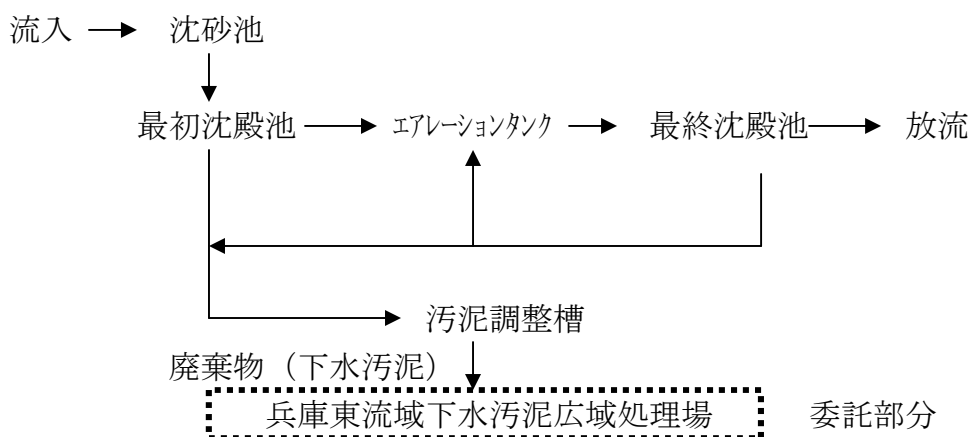 流入 沈砂池
最初沈殿池 エアレーションタンク 最終沈殿池 放流
汚泥調整槽
廃棄物（下水汚泥）
兵庫東流域下水汚泥広域処理場 委託部分